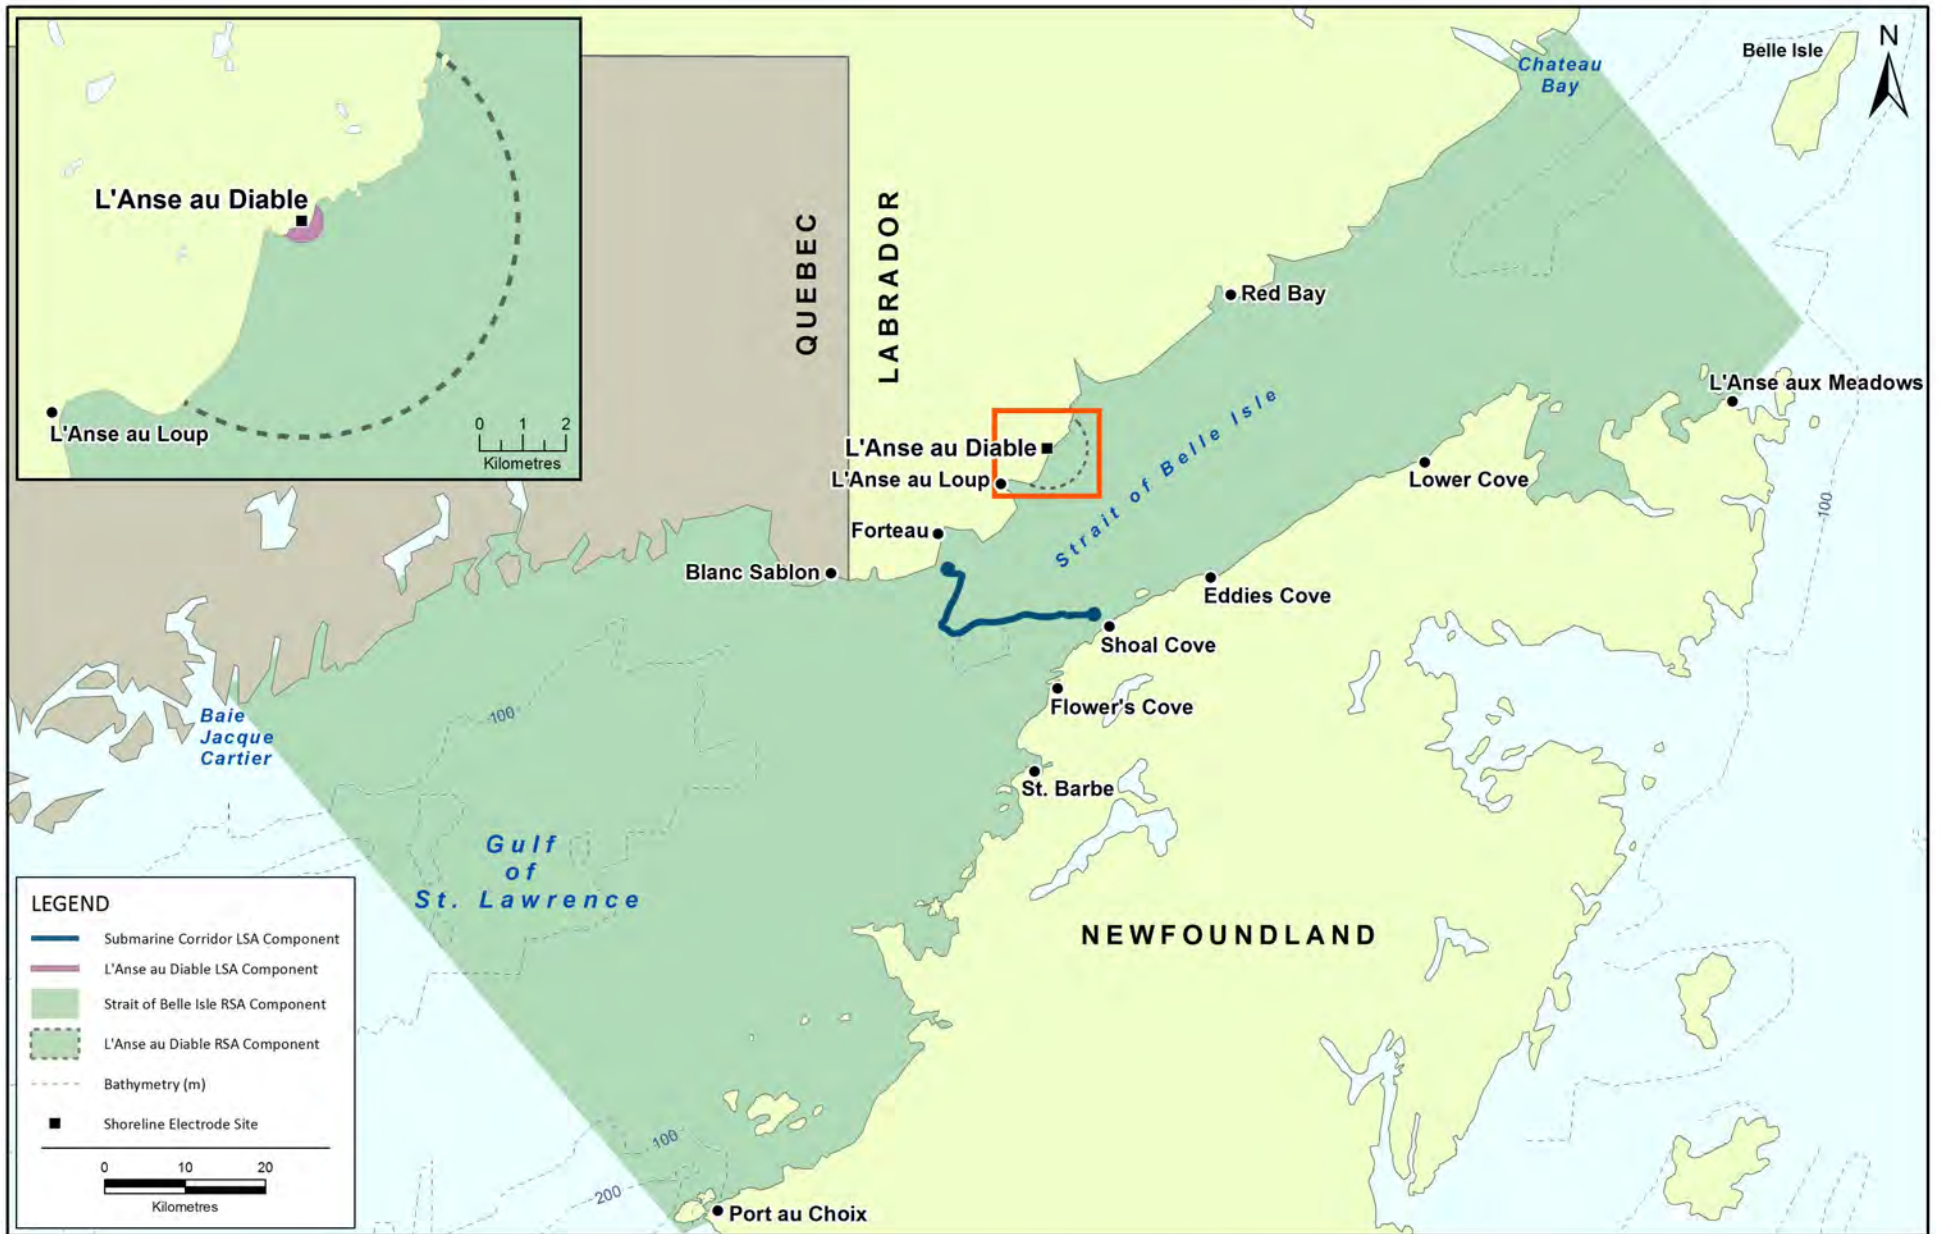 L'Anse au Diable
L'Anse au Loup
0 1 2
Kilometres
Belle Isle
N
Chateau
Bay
QUEBEC
LABRADOR
Red Bay
L'Anse aux Meadows
L'Anse au Diable
L'Anse au Loup
Strait of Belle Isle
Lower Cove
100
Forteau
Blanc Sablon
Eddies Cove
Shoal Cove
Flower's Cove
Baie
Jacque
Cartier
100
St. Barbe
Gulf
of
St. Lawrence
NEWFOUNDLAND
LEGEND
Submarine Corridor LSA Component
L'Anse au Diable LSA Component
Strait of Belle Isle RSA Component
L'Anse au Diable RSA Component
Bathymetry (m)
Shoreline Electrode Site
0 10 20
Kilometres
100
200
Port au Choix